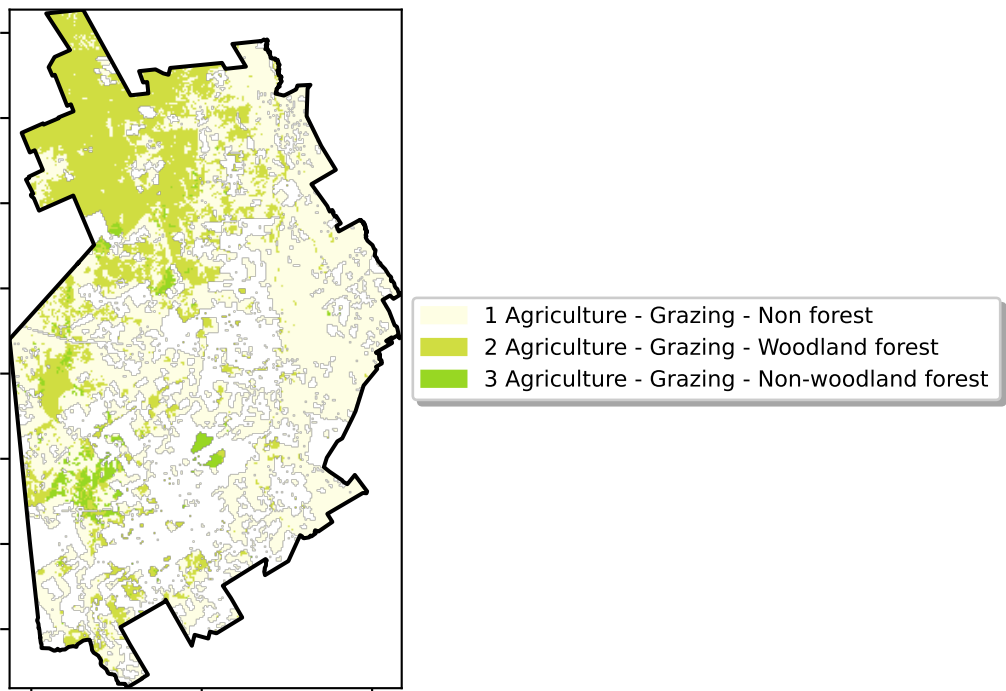 1 Agriculture - Grazing - Non forest
2 Agriculture - Grazing - Woodland forest
3 Agriculture - Grazing - Non-woodland forest